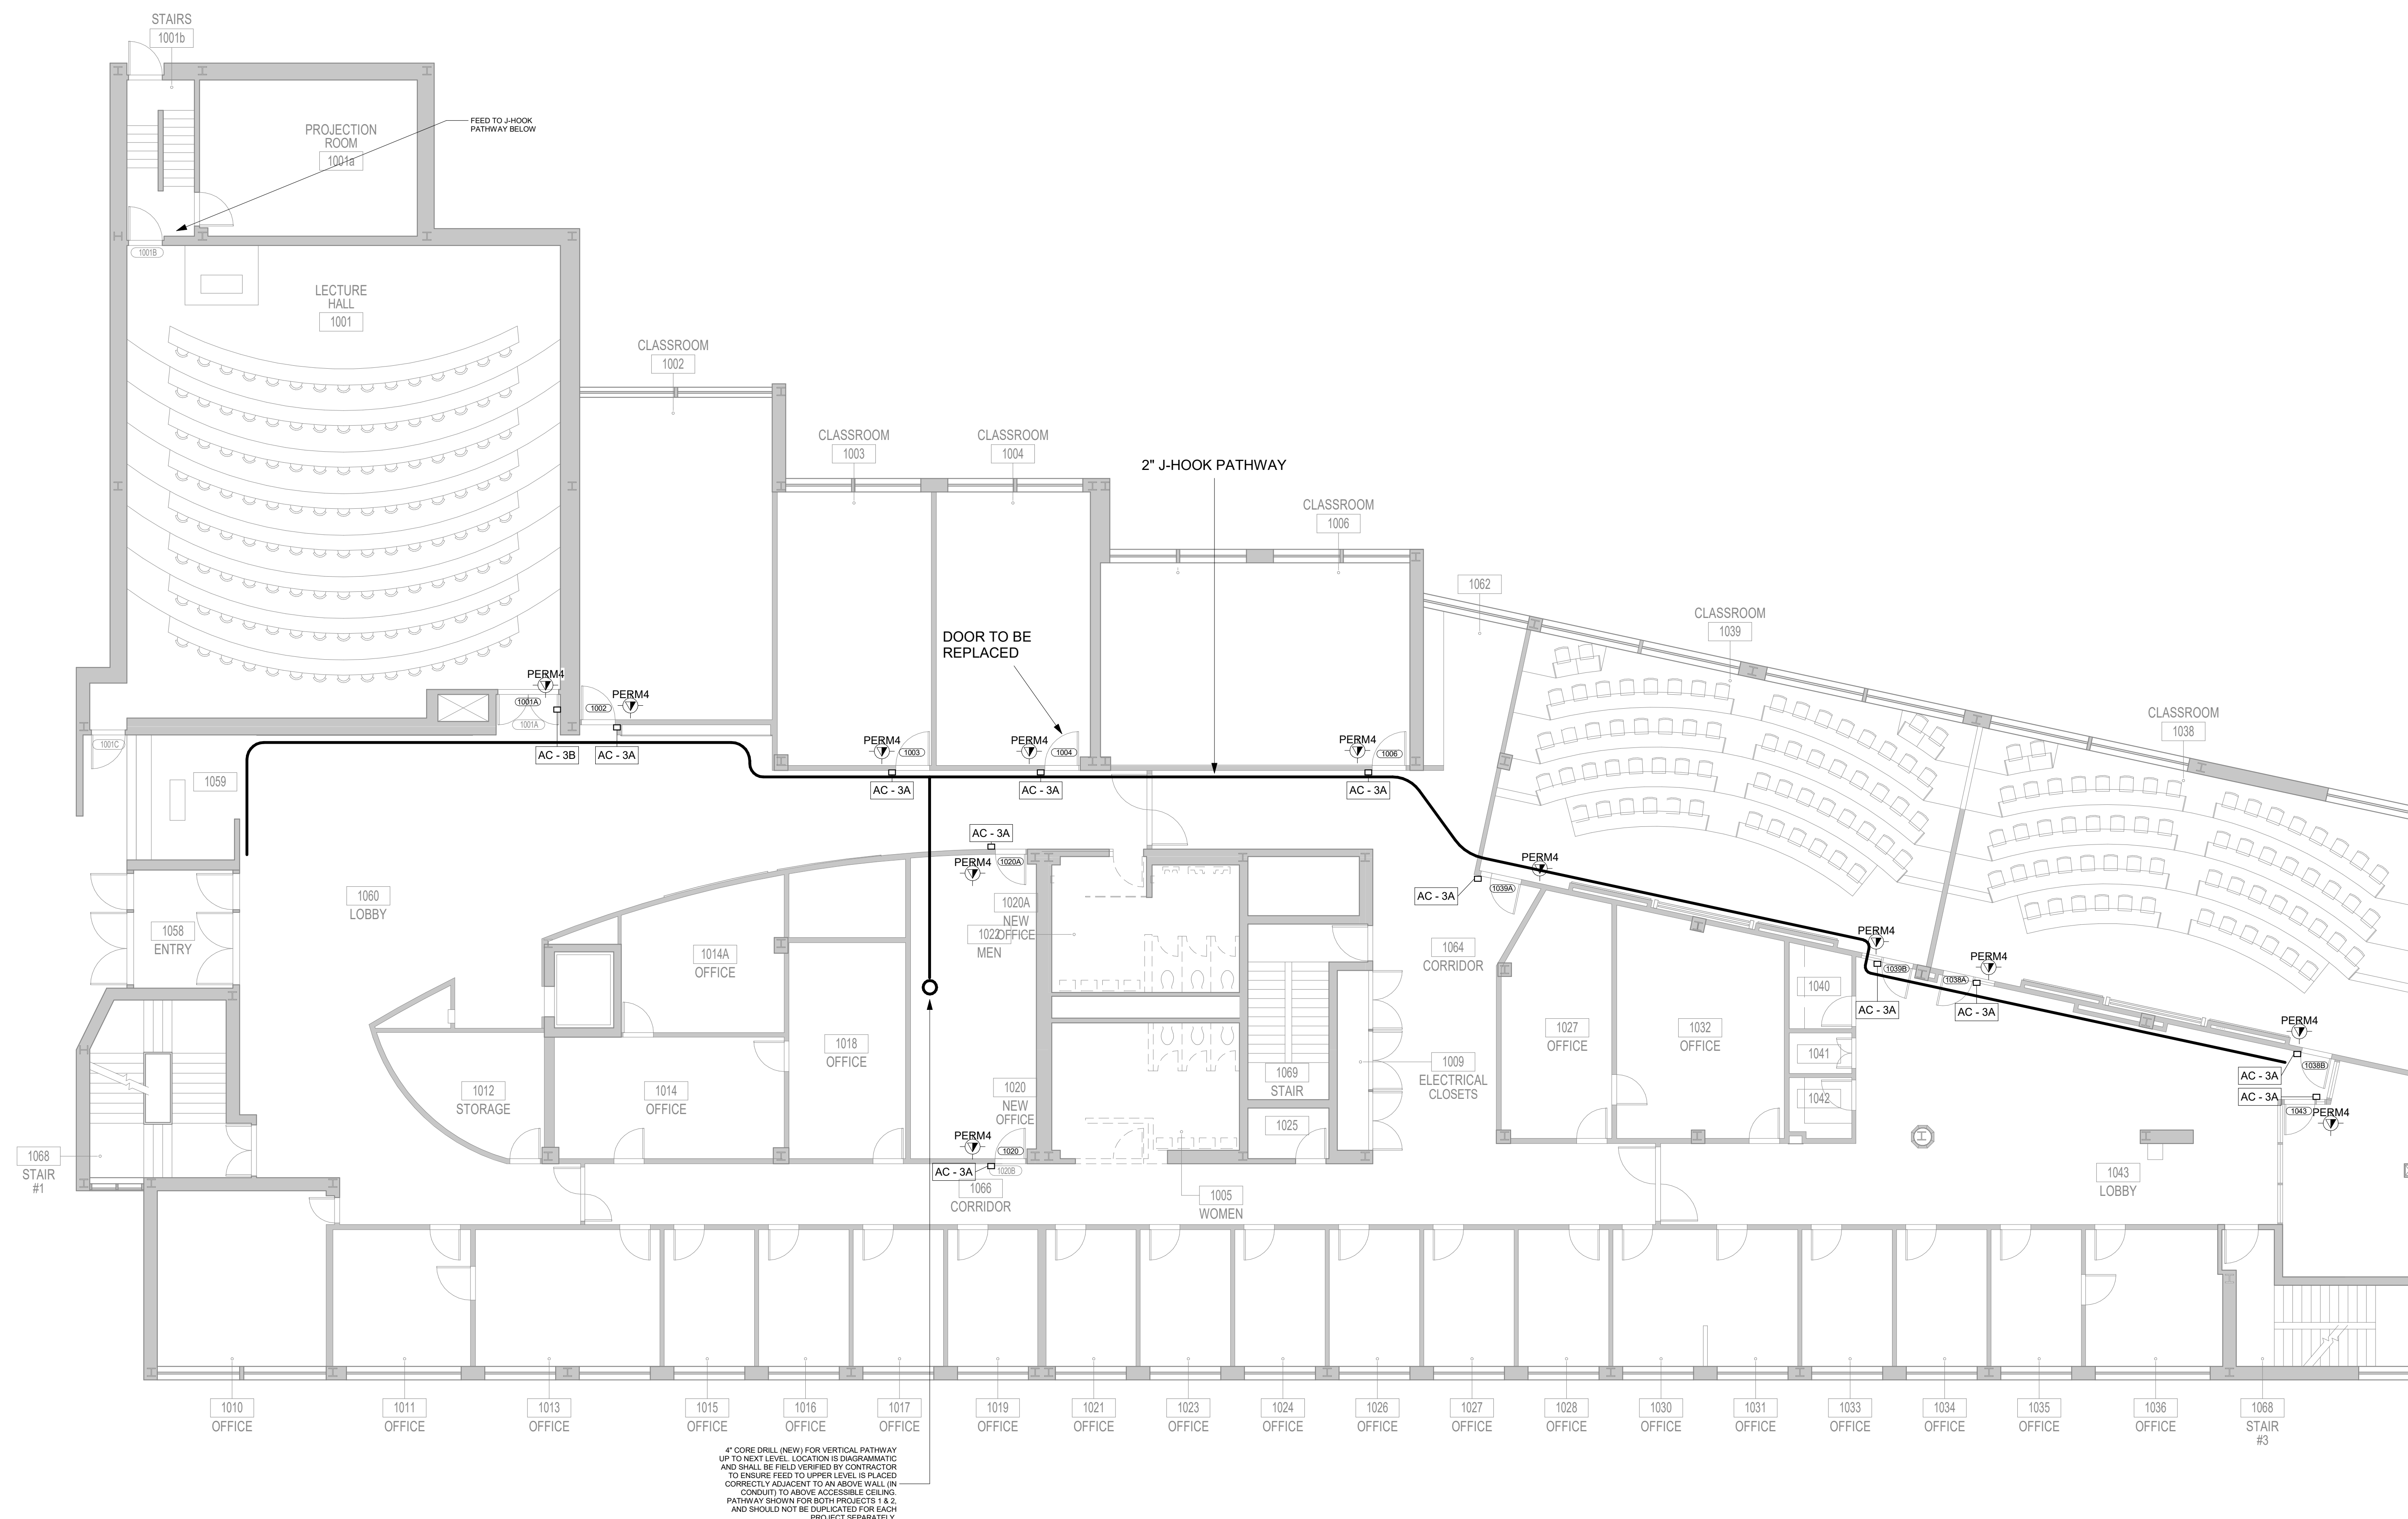 STAIRS
1001b
FEED TO J-HOOK
PATHWAY BELOW
PROJECTION
ROOM
1001a
1001B
LECTURE
HALL
1001
CLASSROOM
1002
CLASSROOM
1003
CLASSROOM
1004
2" J-HOOK PATHWAY
CLASSROOM
1006
1062
CLASSROOM
1039
CLASSROOM
1038
DOOR TO BE
REPLACED
PERM4
1001A
1001A
PERM4
1002
PERM4
1003
PERM4
1004
PERM4
1006
1001C
AC - 3B
AC - 3A
AC - 3A
AC - 3A
AC - 3A
1059
AC - 3A
PERM4
1020A
PERM4
1039A
AC - 3A
1060
LOBBY
1020A
NEW
OFFICE
1022
MEN
1058
ENTRY
1014A
OFFICE
1064
CORRIDOR
PERM4
1039B
AC - 3A
PERM4
1038A
AC - 3A
1040
1027
OFFICE
1032
OFFICE
PERM4
1018
OFFICE
1041
1009
ELECTRICAL
CLOSETS
1069
STAIR
1038B
AC - 3A
AC - 3A
1043
PERM4
1012
STORAGE
1014
OFFICE
1020
NEW
OFFICE
1042
1025
PERM4
1020
AC - 3A
1020B
1068
STAIR
#1
1066
CORRIDOR
1005
WOMEN
1043
LOBBY
1010
OFFICE
1011
OFFICE
1013
OFFICE
1015
OFFICE
1016
OFFICE
1017
OFFICE
1019
OFFICE
1021
OFFICE
1023
OFFICE
1024
OFFICE
1026
OFFICE
1027
OFFICE
1028
OFFICE
1030
OFFICE
1031
OFFICE
1033
OFFICE
1034
OFFICE
1035
OFFICE
1036
OFFICE
1068
STAIR
#3
4" CORE DRILL (NEW) FOR VERTICAL PATHWAY
UP TO NEXT LEVEL. LOCATION IS DIAGRAMMATIC
AND SHALL BE FIELD VERIFIED BY CONTRACTOR
TO ENSURE FEED TO UPPER LEVEL IS PLACED
CORRECTLY ADJACENT TO AN ABOVE WALL (IN
CONDUIT) TO ABOVE ACCESSIBLE CEILING.
PATHWAY SHOWN FOR BOTH PROJECTS 1 & 2,
AND SHOULD NOT BE DUPLICATED FOR EACH
PROJECT SEPARATELY.